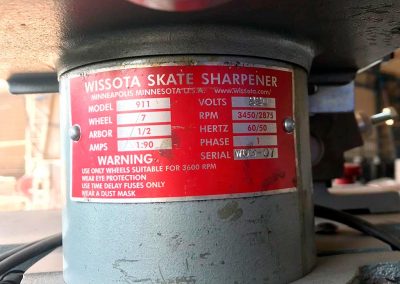 WISSOTA SKATE SHARPENER
MINNEAPOLIS MINNESOTA U.S.A. www.wissota.com/
MODEL 911 VOLTS
WHEEL 7 RPM 3450/2875
ARBOR 1/2 HERTZ 60/50
AMPS 1.90 PHASE 1
WARNING SERIAL
USE ONLY WHEELS SUITABLE FOR 3600 RPM
WEAR EYE PROTECTION
USE TIME DELAY FUSES ONLY
WEAR A DUST MASK